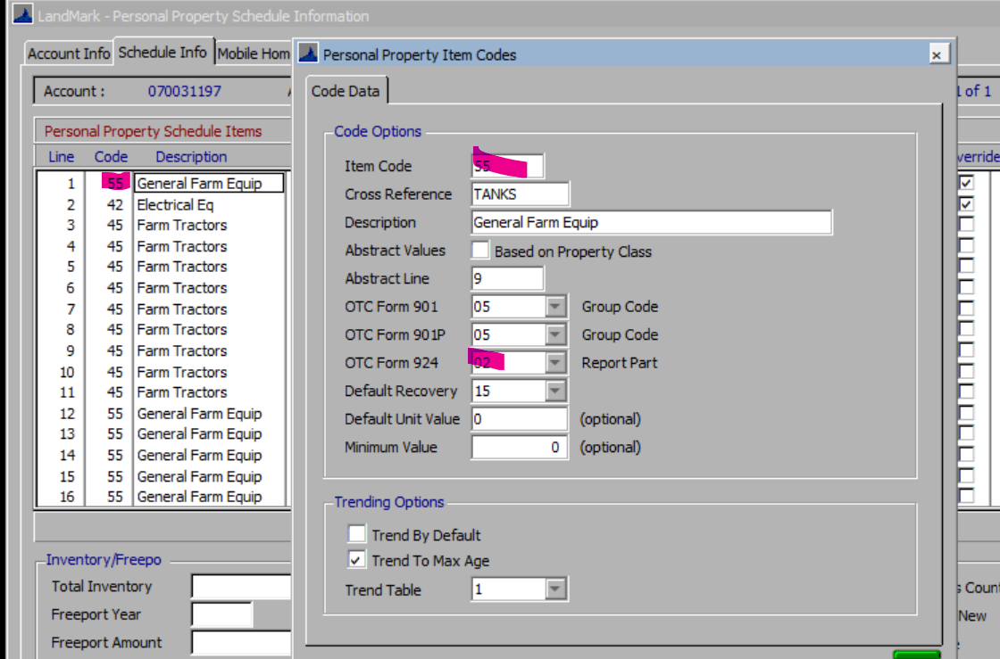 LandMark - Personal Property Schedule Information
Account Info Schedule Info Mobile Hom
Account : 070031197
1 of 1
Personal Property Schedule Items
Line Code Description
verride
1 55 General Farm Equip
2 42 Electrical Eq
3 45 Farm Tractors
4 45 Farm Tractors
5 45 Farm Tractors
6 45 Farm Tractors
7 45 Farm Tractors
8 45 Farm Tractors
9 45 Farm Tractors
10 45 Farm Tractors
11 45 Farm Tractors
12 55 General Farm Equip
13 55 General Farm Equip
14 55 General Farm Equip
15 55 General Farm Equip
16 55 General Farm Equip
Inventory/Freepo
Total Inventory
Freeport Year
Freeport Amount
s Count
New
Personal Property Item Codes
Code Data
Code Options
Item Code 55
Cross Reference TANKS
Description General Farm Equip
Abstract Values Based on Property Class
Abstract Line 9
OTC Form 901 05 Group Code
OTC Form 901P 05 Group Code
OTC Form 924 02 Report Part
Default Recovery 15
Default Unit Value 0 (optional)
Minimum Value 0 (optional)
Trending Options
Trend By Default
Trend To Max Age
Trend Table 1